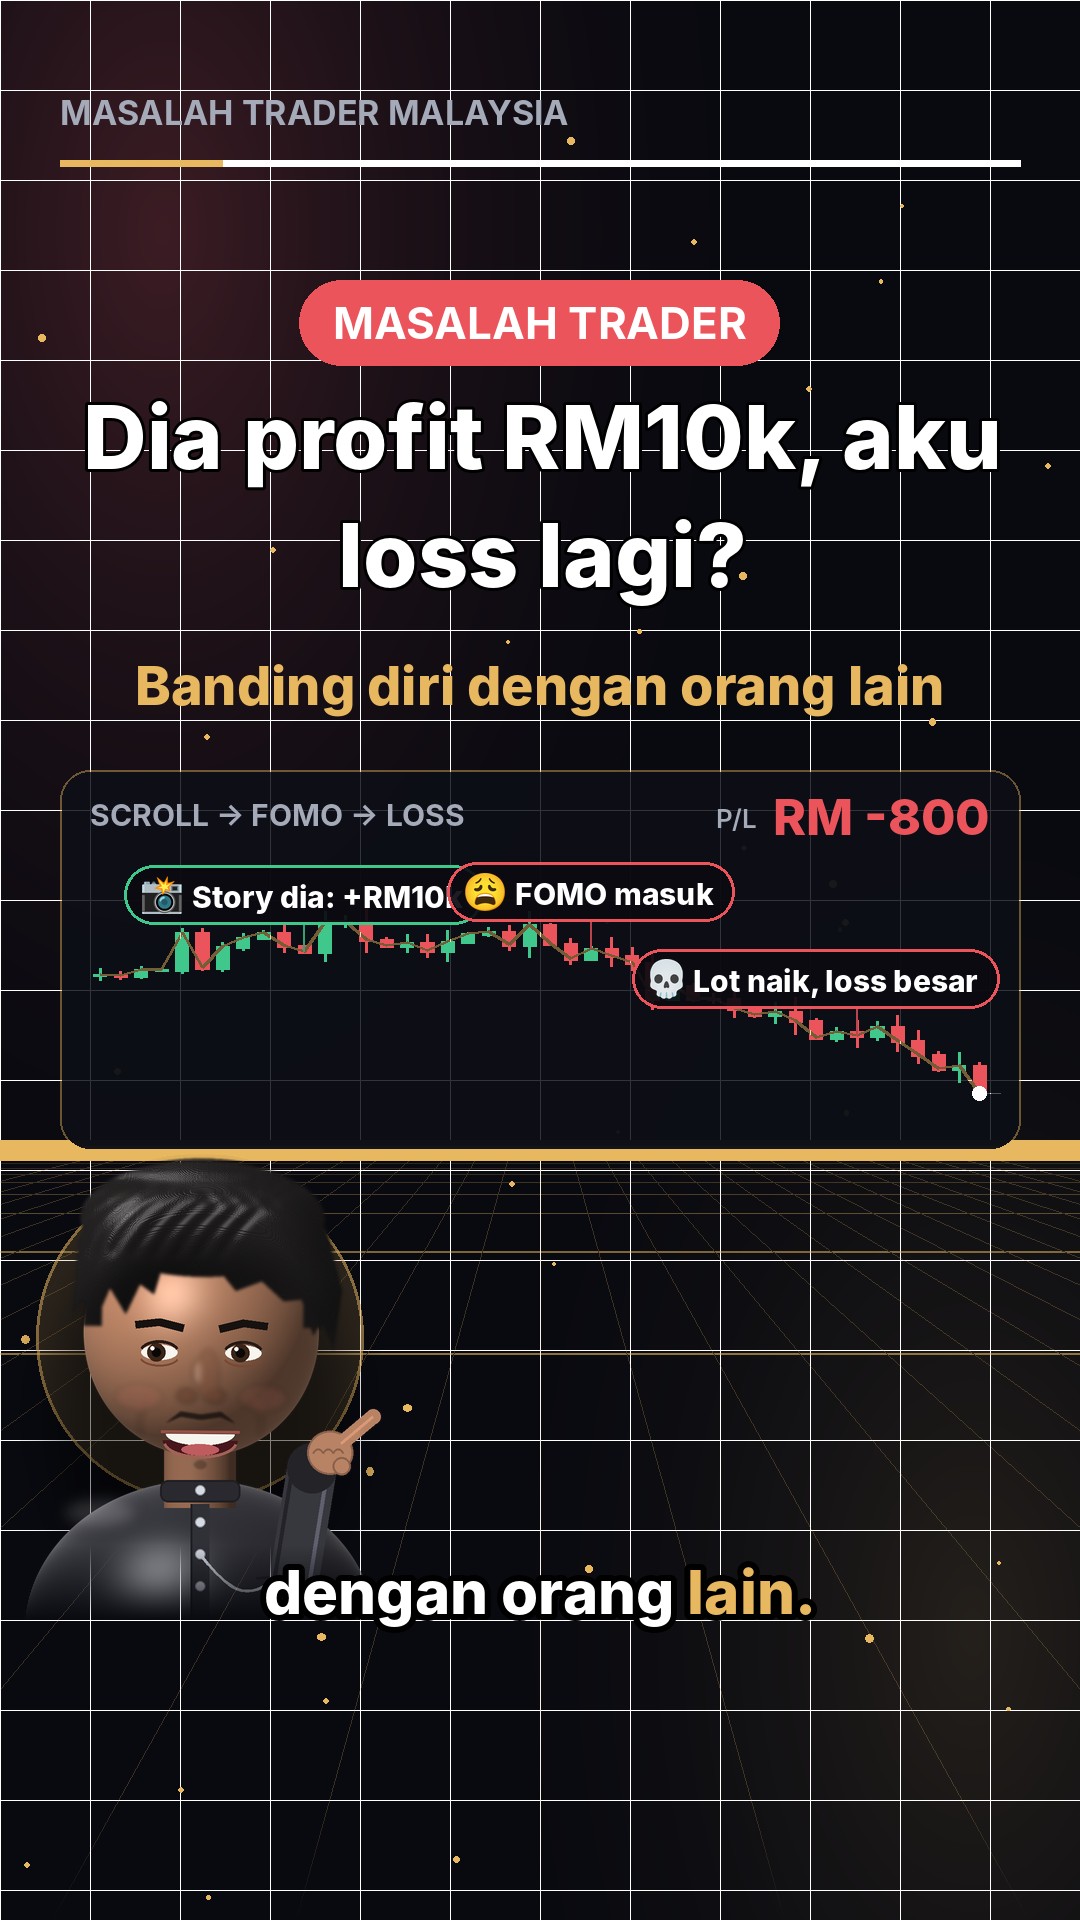 MASALAH TRADER MALAYSIA
MASALAH TRADER
Dia profit RM10k, aku
loss lagi?
Banding diri dengan orang lain
SCROLL → FOMO → LOSS
P/L RM -800
Story dia: +RM10k
FOMO masuk
Lot naik, loss besar
dengan orang lain.